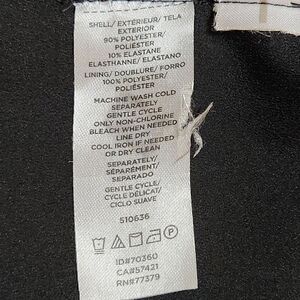 SHELL/ EXTÉRIEUR/ TELA
EXTERIOR
90% POLYESTER/
POLIÉSTER
10% ELASTANE/
ELASTHANNE/ ELASTANO
LINING/ DOUBLURE/ FORRO
100% POLYESTER/
POLIÉSTER
MACHINE WASH COLD
SEPARATELY
GENTLE CYCLE
ONLY NON-CHLORINE
BLEACH WHEN NEEDED
LINE DRY
COOL IRON IF NEEDED
OR DRY CLEAN
SEPARATELY/
SÉPARÉMENT/
SEPARADO
GENTLE CYCLE/
CYCLE DÉLICAT/
CICLO SUAVE
510636
P
ID#70360
CA#57421
RN#77379